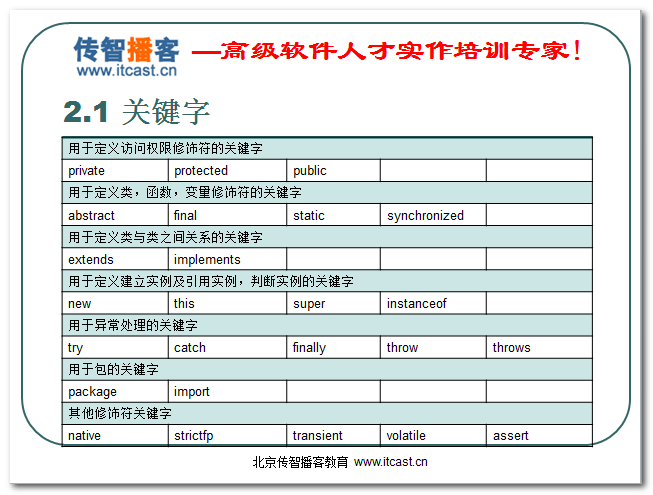 传智播客 —高级软件人才实作培训专家!
www.itcast.cn
2.1 关键字
用于定义访问权限修饰符的关键字
private protected public
用于定义类，函数，变量修饰符的关键字
abstract final static synchronized
用于定义类与类之间关系的关键字
extends implements
用于定义建立实例及引用实例，判断实例的关键字
new this super instanceof
用于异常处理的关键字
try catch finally throw throws
用于包的关键字
package import
其他修饰符关键字
native strictfp transient volatile assert
北京传智播客教育 www.itcast.cn